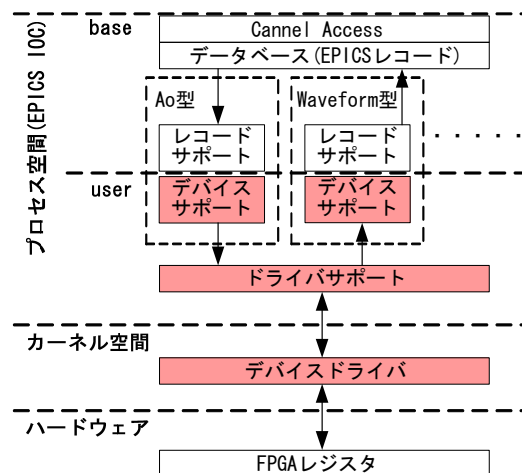 base
Cannel Access
データベース(EPICSレコード)
プロセス空間(EPICS IOC)
Ao型
Waveform型
レコード
サポート
レコード
サポート
・・・・・
user
デバイス
サポート
デバイス
サポート
ドライバサポート
カーネル空間
デバイスドライバ
ハードウェア
FPGAレジスタ